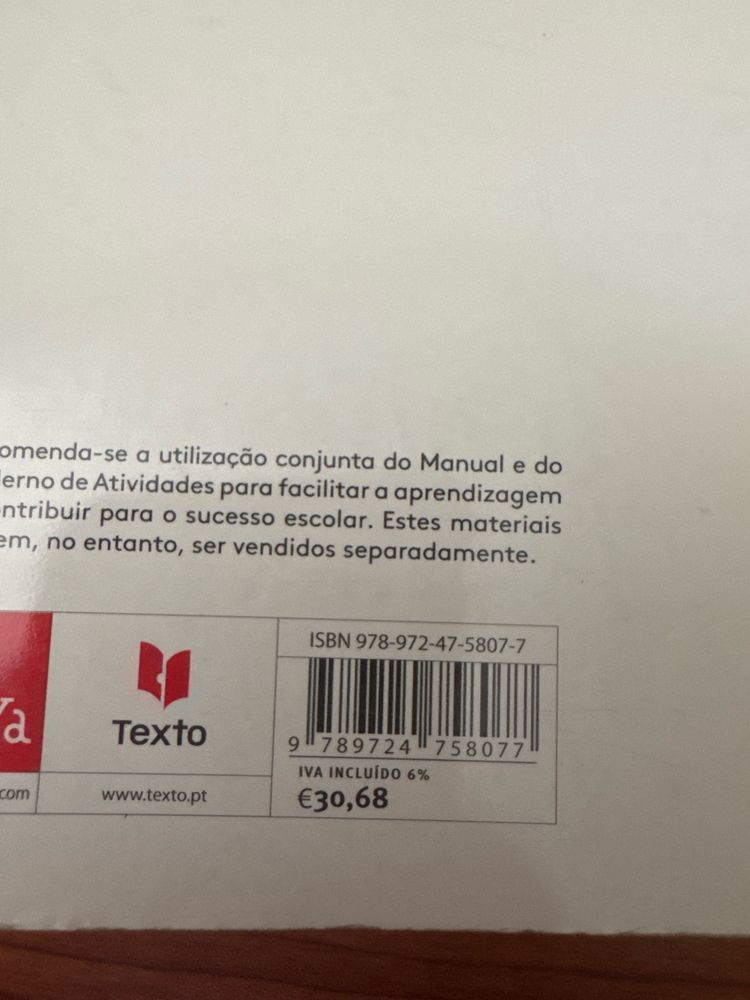 omenda-se a utilização conjunta do Manual e do
erno de Atividades para facilitar a aprendizagem
ntribuir para o sucesso escolar. Estes materiais
em, no entanto, ser vendidos separadamente.
ISBN 978-972-47-5807-7
ya
Texto
9 789724 758077
IVA INCLUÍDO 6%
.com
www.texto.pt
€30,68